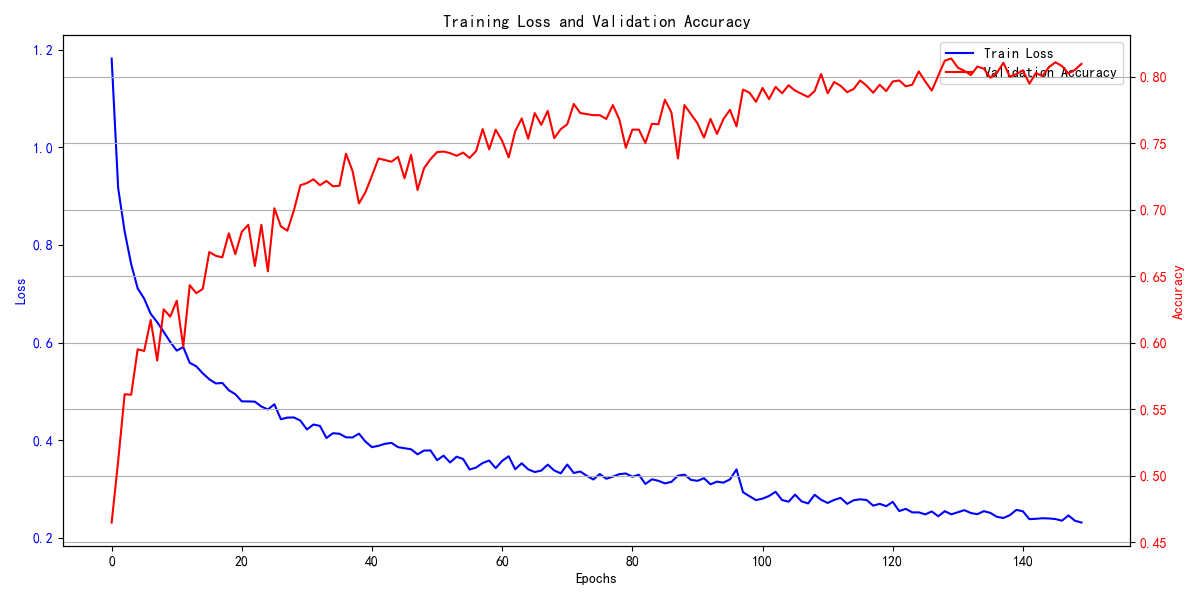 Training Loss and Validation Accuracy
Train Loss
Validation Accuracy
1.2
1.0
0.8
0.6
0.4
0.2
Loss
0.80
0.75
0.70
0.65
0.60
0.55
0.50
0.45
Accuracy
0 20 40 60 80 100 120 140
Epochs